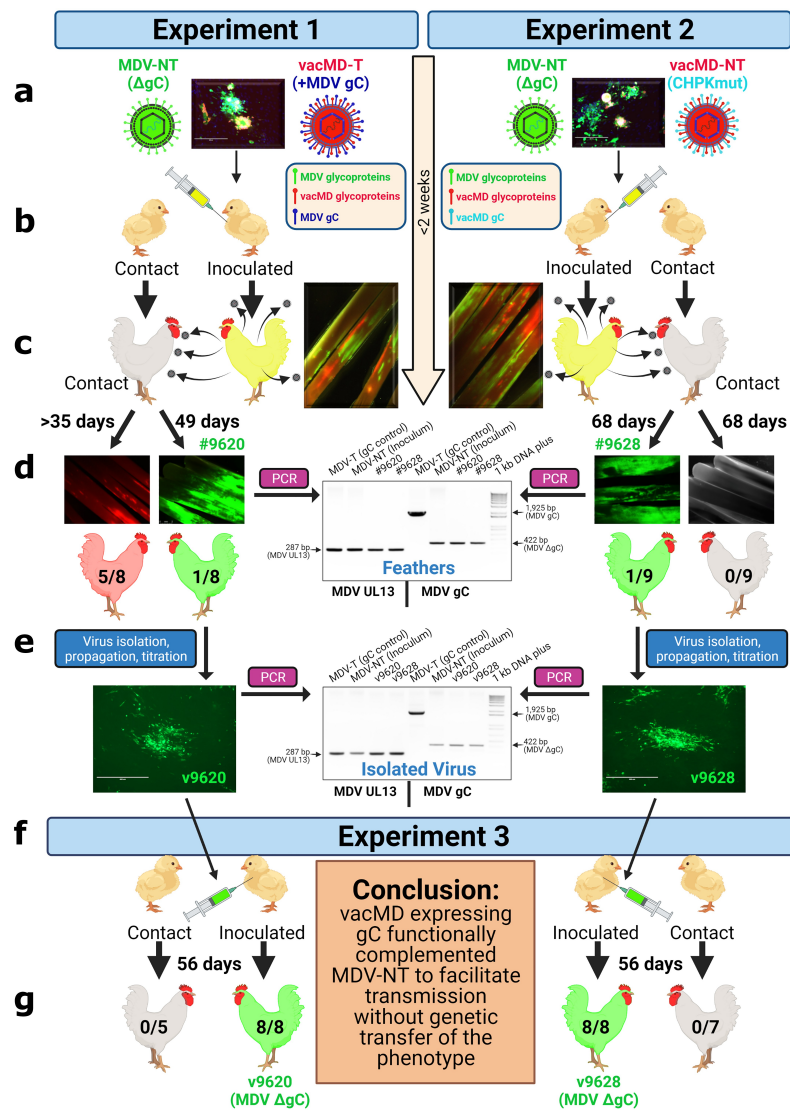 Experiment 1
Experiment 2
a
MDV-NT
(ΔgC)
vacMD-T
(+MDV gC)
MDV-NT
(ΔgC)
vacMD-NT
(CHPKmut)
MDV glycoproteins
vacMD glycoproteins
MDV gC
<2 weeks
MDV glycoproteins
vacMD glycoproteins
vacMD gC
b
Contact
Inoculated
Inoculated
Contact
c
Contact
Contact
>35 days
49 days
#9620
68 days
#9628
68 days
d
PCR
MDV-T (gC control)
MDV-NT (Inoculum)
#9620
#9628
MDV-T (gC control)
MDV-NT (Inoculum)
#9620
#9628
1 kb DNA plus
PCR
1,925 bp
(MDV gC)
287 bp
(MDV UL13)
422 bp
(MDV ΔgC)
Feathers
MDV UL13
MDV gC
5/8
1/8
1/9
0/9
e
Virus isolation,
propagation, titration
Virus isolation,
propagation, titration
PCR
MDV-T (gC control)
MDV-NT (Inoculum)
v9620
v9628
MDV-T (gC control)
MDV-NT (Inoculum)
v9620
v9628
1 kb DNA plus
PCR
1,925 bp
(MDV gC)
287 bp
(MDV UL13)
422 bp
(MDV ΔgC)
Isolated Virus
MDV UL13
MDV gC
v9620
v9628
f
Experiment 3
Contact
Inoculated
56 days
Conclusion:
vacMD expressing
gC functionally
complemented
MDV-NT to facilitate
transmission
without genetic
transfer of the
phenotype
Inoculated
Contact
56 days
g
0/5
8/8
8/8
0/7
v9620
(MDV ΔgC)
v9628
(MDV ΔgC)